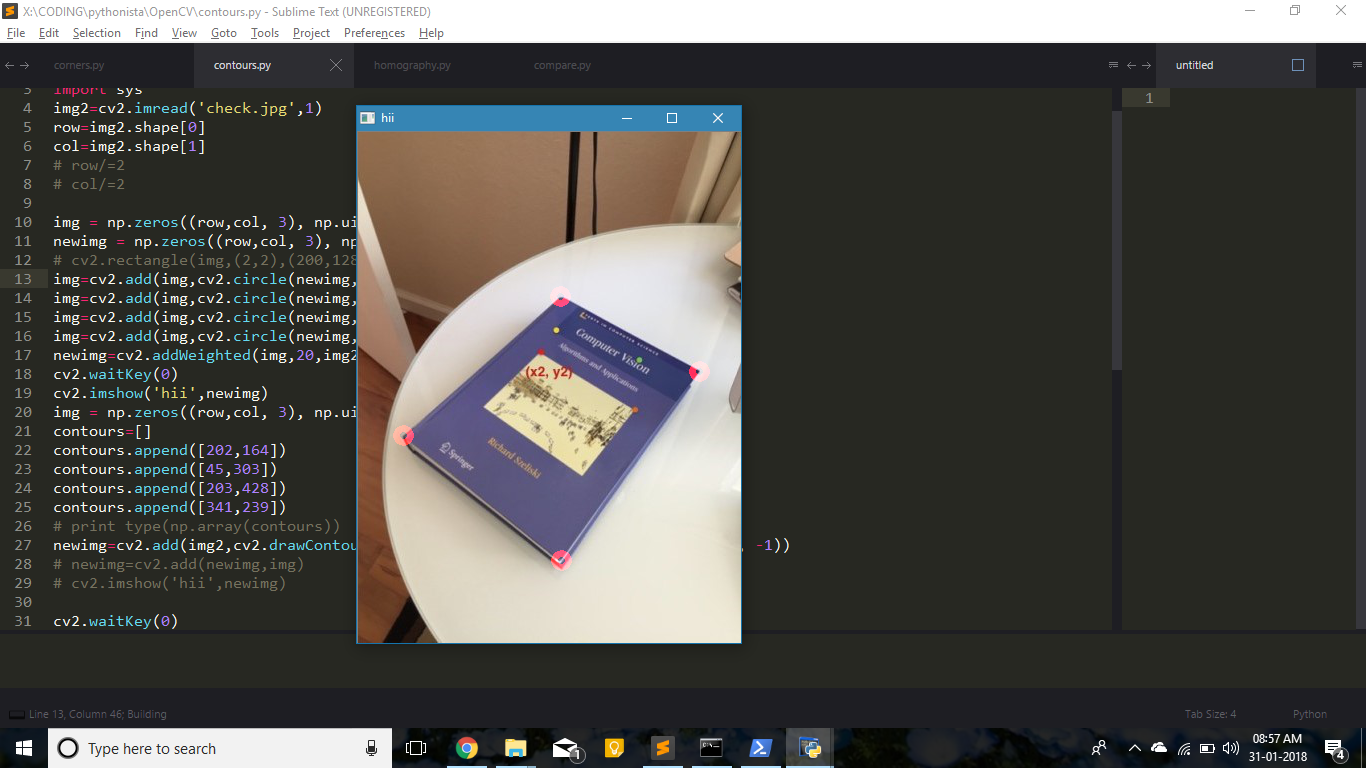 X:\CODING\pythonista\OpenCV\contours.py - Sublime Text (UNREGISTERED)
File Edit Selection Find View Goto Tools Project Preferences Help
corners.py contours.py homography.py compare.py untitled
3 import sys
4 img2=cv2.imread('check.jpg',1)
5 row=img2.shape[0]
6 col=img2.shape[1]
7 # row/=2
8 # col/=2
9
10 img = np.zeros((row,col, 3), np.ui
11 newimg = np.zeros((row,col, 3), np
12 # cv2.rectangle(img,(2,2),(200,128
13 img=cv2.add(img,cv2.circle(newimg,
14 img=cv2.add(img,cv2.circle(newimg,
15 img=cv2.add(img,cv2.circle(newimg,
16 img=cv2.add(img,cv2.circle(newimg,
17 newimg=cv2.addWeighted(img,20,img2
18 cv2.waitKey(0)
19 cv2.imshow('hii',newimg)
20 img = np.zeros((row,col, 3), np.ui
21 contours=[]
22 contours.append([202,164])
23 contours.append([45,303])
24 contours.append([203,428])
25 contours.append([341,239])
26 # print type(np.array(contours))
27 newimg=cv2.add(img2,cv2.drawContou , -1))
28 # newimg=cv2.add(newimg,img)
29 # cv2.imshow('hii',newimg)
30
31 cv2.waitKey(0)
hii
TEXTS IN COMPUTER SCIENCE
Computer Vision
Algorithms and Applications
(x2, y2)
Richard Szeliski
Springer
1
Line 13, Column 46; Building
Tab Size: 4
Python
Type here to search
1
08:57 AM
31-01-2018
4